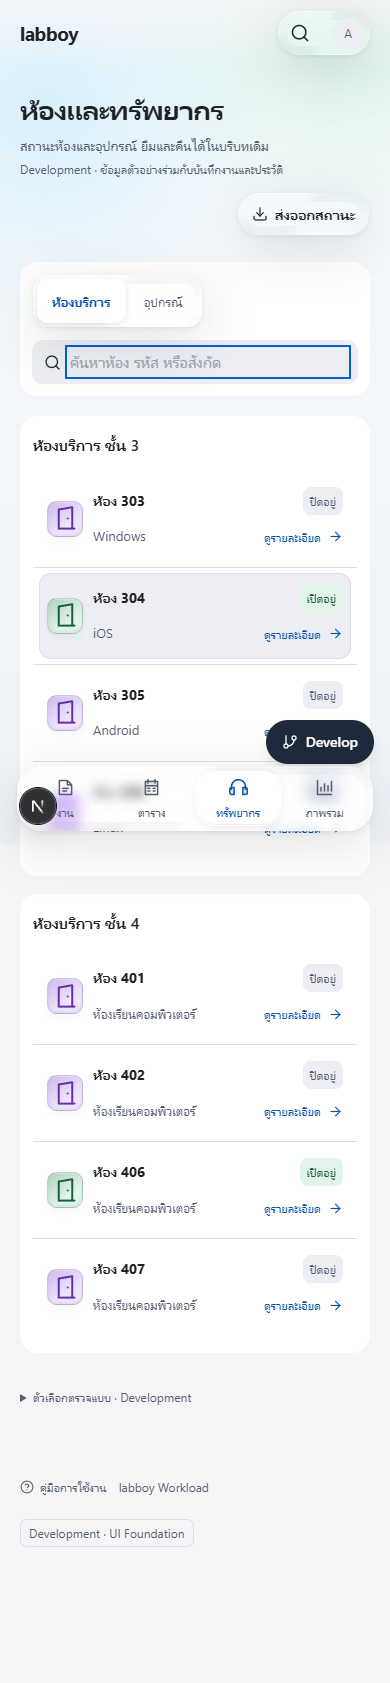 labboy
A
ห้องและทรัพยากร
สถานะห้องและอุปกรณ์ ยืมและคืนได้ในบริบทเดิม
Development · ข้อมูลตัวอย่างร่วมกับบันทึกงานและประวัติ
ส่งออกสถานะ
ห้องบริการ อุปกรณ์
ค้นหาห้อง รหัส หรือสังกัด
ห้องบริการ ชั้น 3
ห้อง 303 ปิดอยู่
Windows ดูรายละเอียด
ห้อง 304 เปิดอยู่
iOS ดูรายละเอียด
ห้อง 305 ปิดอยู่
Android
Develop
N
งาน ตาราง ทรัพยากร ภาพรวม
ห้องบริการ ชั้น 4
ห้อง 401 ปิดอยู่
ห้องเรียนคอมพิวเตอร์ ดูรายละเอียด
ห้อง 402 ปิดอยู่
ห้องเรียนคอมพิวเตอร์ ดูรายละเอียด
ห้อง 406 เปิดอยู่
ห้องเรียนคอมพิวเตอร์ ดูรายละเอียด
ห้อง 407 ปิดอยู่
ห้องเรียนคอมพิวเตอร์ ดูรายละเอียด
ตัวเลือกตรวจแบบ · Development
คู่มือการใช้งาน labboy Workload
Development · UI Foundation